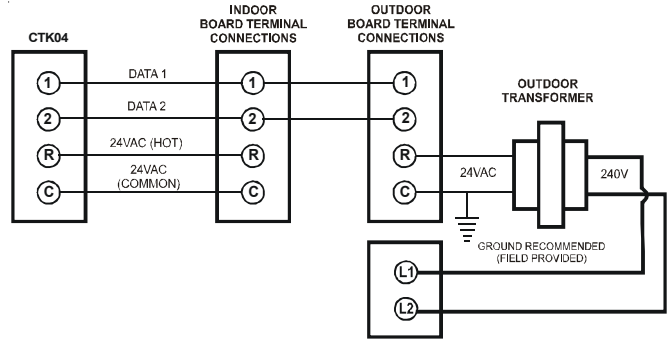 CTK04
INDOOR
BOARD TERMINAL
CONNECTIONS
OUTDOOR
BOARD TERMINAL
CONNECTIONS
OUTDOOR
TRANSFORMER
1
DATA 1
1
1
2
DATA 2
2
2
R
24VAC (HOT)
R
R
24VAC
(COMMON)
C
C
C
24VAC
240V
GROUND RECOMMENDED
(FIELD PROVIDED)
L1
L2